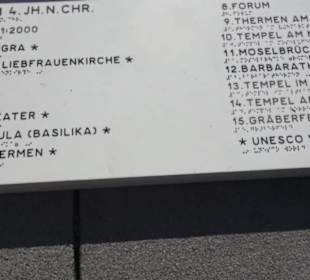 4. JH. N. CHR.
1:2000
GRA *
LIEBFRAUENKIRCHE *
EATER *
ULA (BASILIKA) *
ERMEN *
8. FORUM
9. THERMEN AM
10. TEMPEL AM
11. MOSELBRÜC
12. BARBARATH
13. TEMPEL IM
14. TEMPEL A
15. GRÄBERFE
* UNESCO